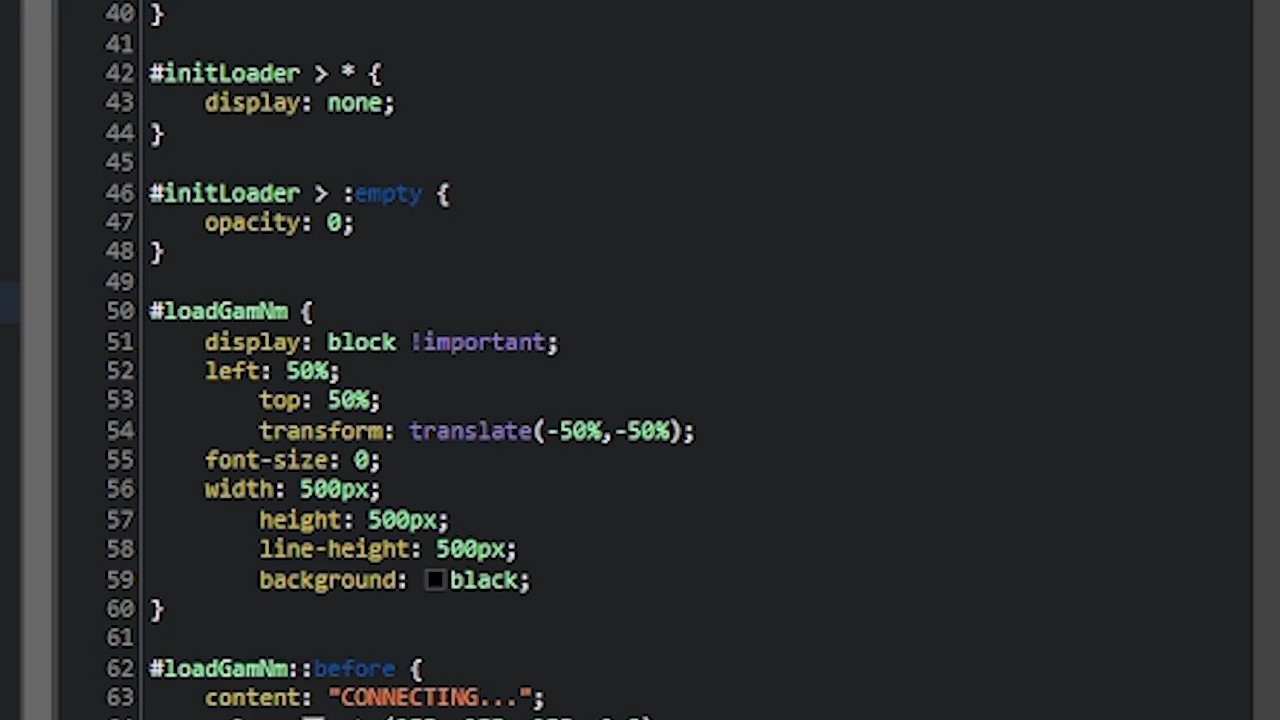 40 }
41
42 #initLoader > * {
43     display: none;
44 }
45
46 #initLoader > :empty {
47     opacity: 0;
48 }
49
50 #loadGamNm {
51     display: block !important;
52     left: 50%;
53         top: 50%;
54         transform: translate(-50%,-50%);
55     font-size: 0;
56     width: 500px;
57         height: 500px;
58         line-height: 500px;
59         background: black;
60 }
61
62 #loadGamNm::before {
63     content: "CONNECTING...";